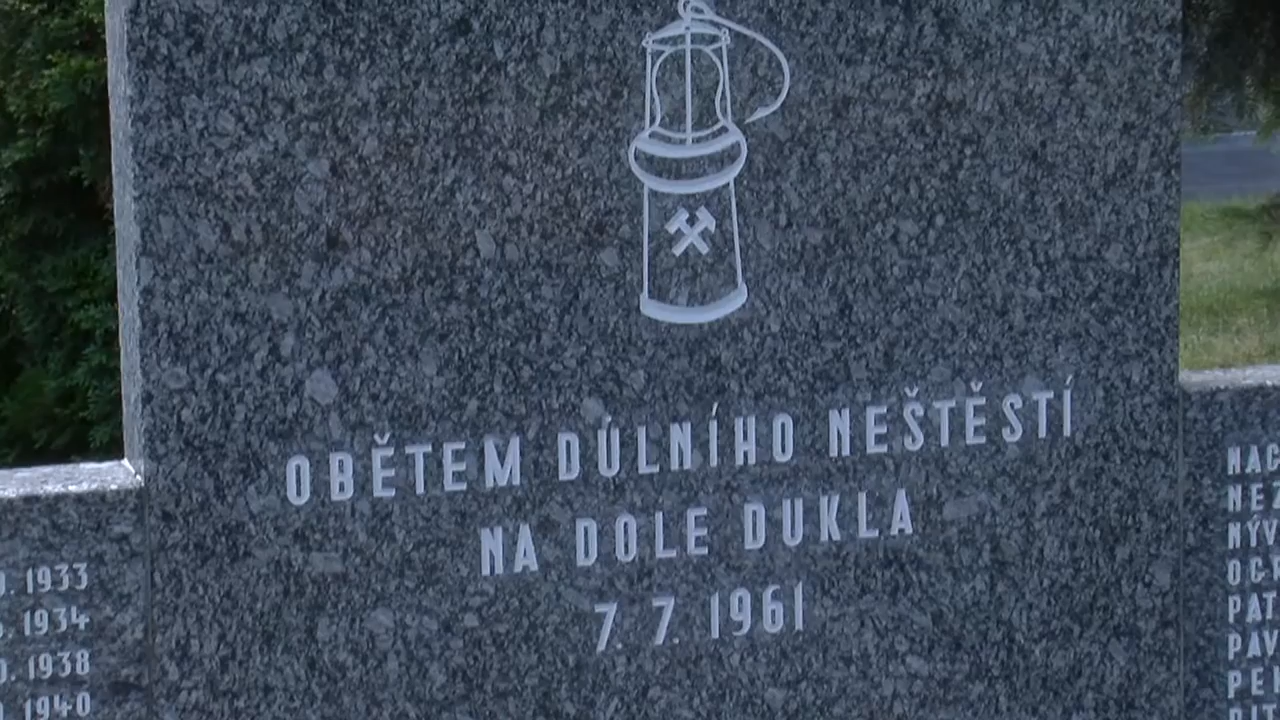 OBĚTEM DŮLNÍHO NEŠTĚSTÍ
NA DOLE DUKLA
7. 7. 1961
1933
1934
1938
1940